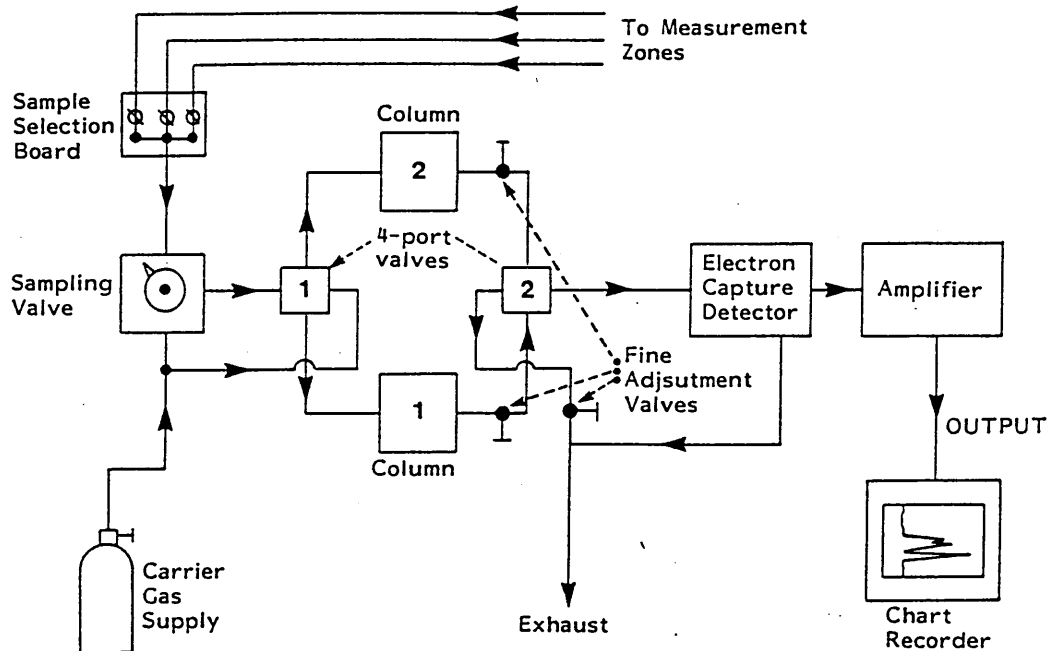 To Measurement
Zones
Sample
Selection
Board
Column
2
4-port
valves
Sampling
Valve
1
2
Electron
Capture
Detector
Amplifier
Fine
Adjsutment
Valves
1
Column
OUTPUT
Carrier
Gas
Supply
Exhaust
Chart
Recorder